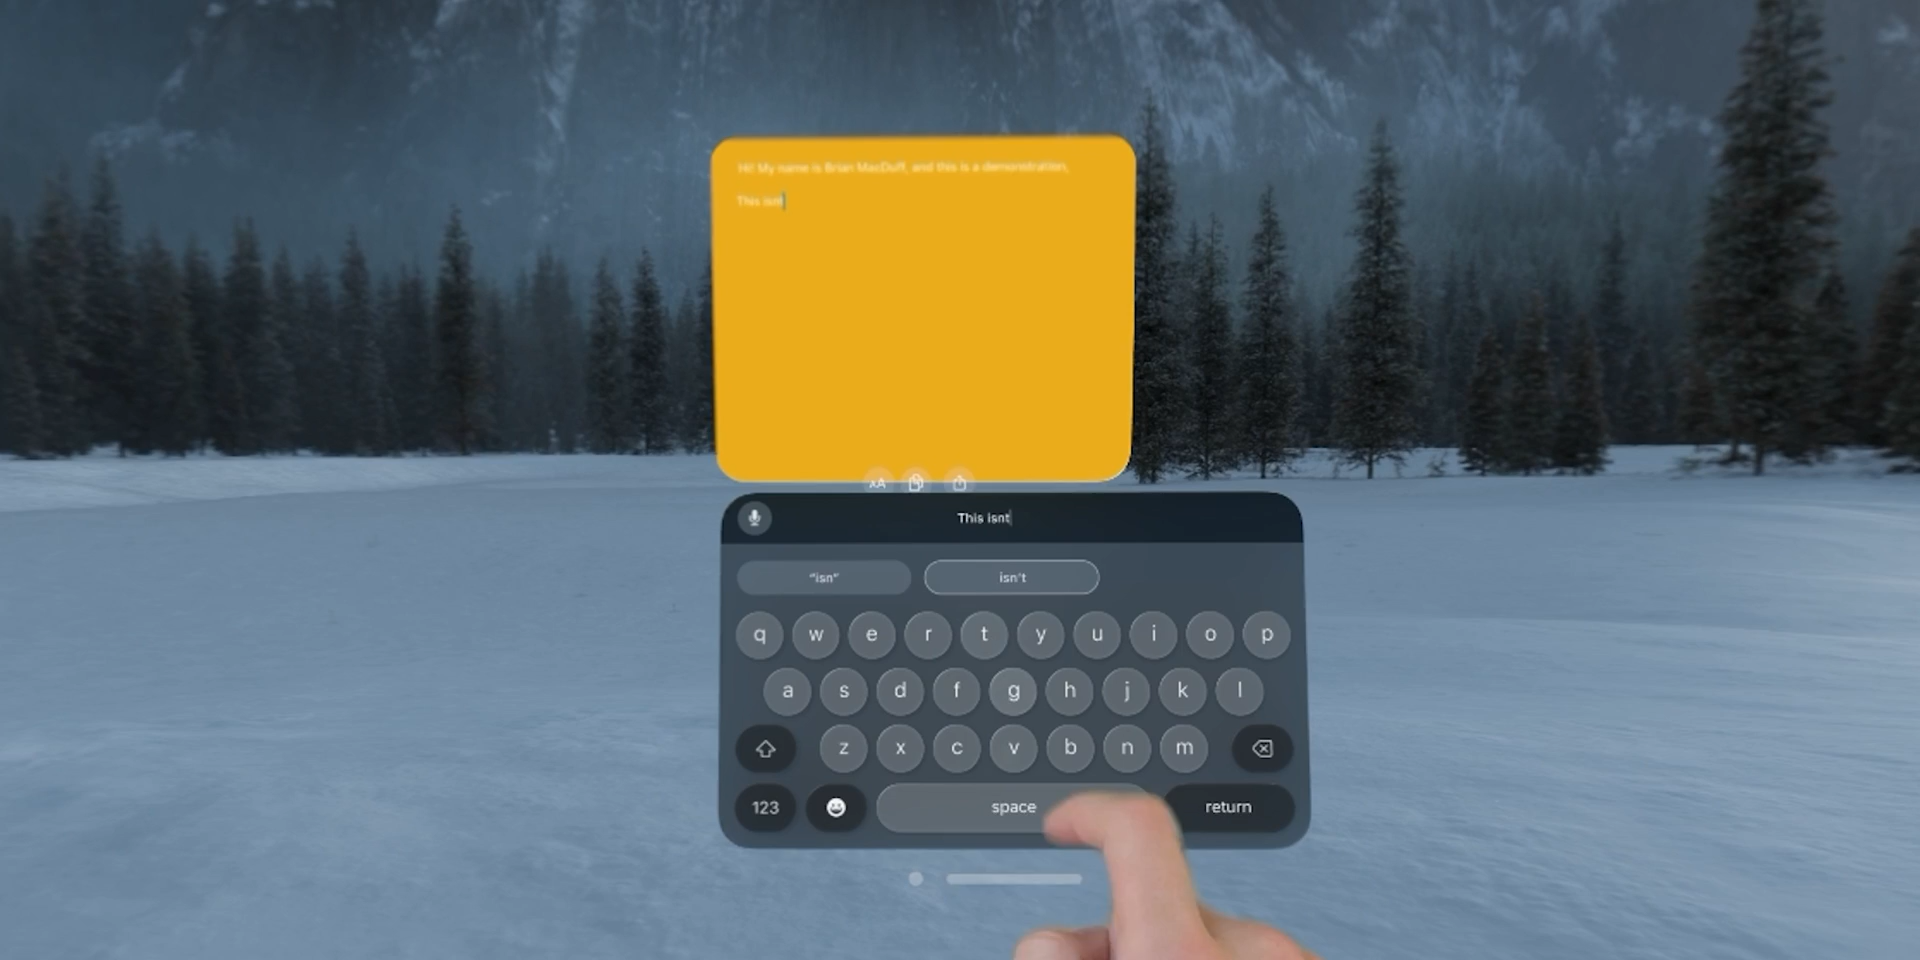 Hi! My name is Brian MacDuff, and this is a demonstration,
This isnt
AA
This isnt
"isn" isn't
q w e r t y u i o p
a s d f g h j k l
z x c v b n m
123 space return